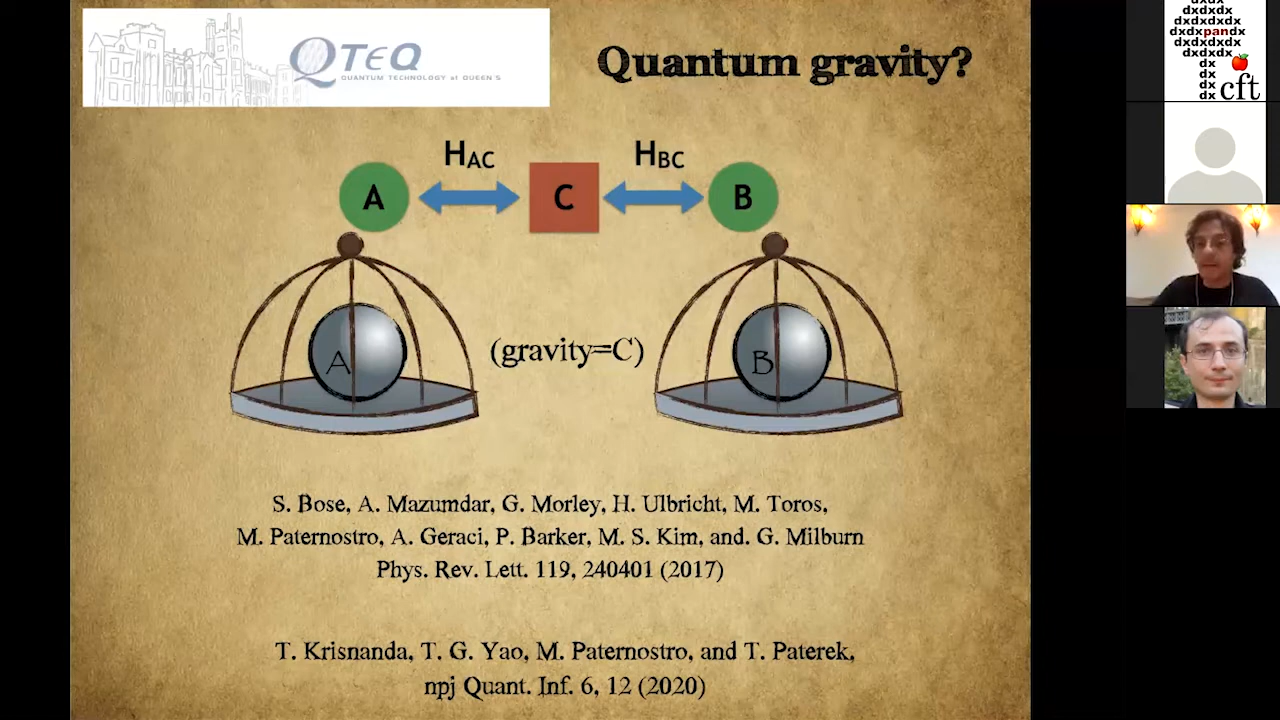 QTEQ
QUANTUM TECHNOLOGY at QUEEN'S
Quantum gravity?
HAC
HBC
A
C
B
A
(gravity=C)
B
S. Bose, A. Mazumdar, G. Morley, H. Ulbricht, M. Toros,
M. Paternostro, A. Geraci, P. Barker, M. S. Kim, and. G. Milburn
Phys. Rev. Lett. 119, 240401 (2017)
T. Krisnanda, T. G. Yao, M. Paternostro, and T. Paterek,
npj Quant. Inf. 6, 12 (2020)
dxdxdx
dxdxdxdx
dxdxpandx
dxdxdxdx
dxdxdx
dx
dx
dx
dx
cft